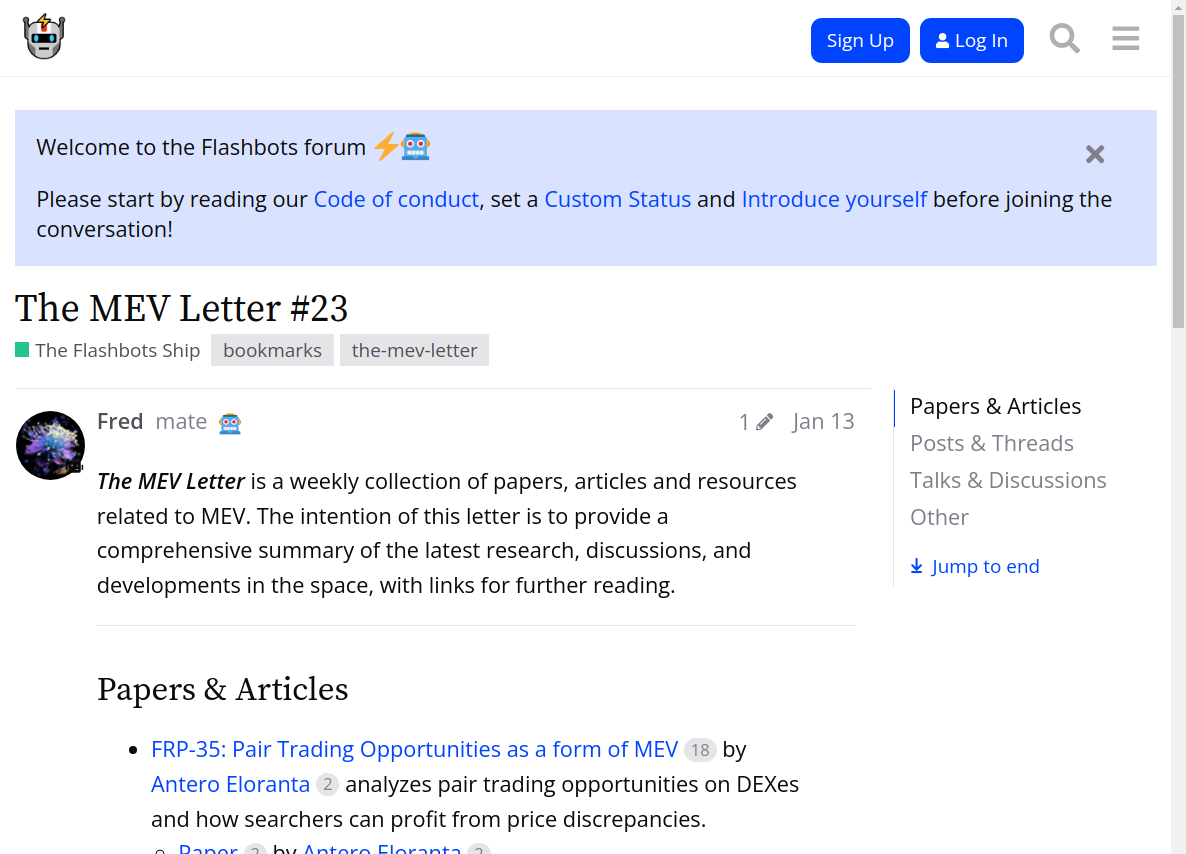 Sign Up
Log In
Welcome to the Flashbots forum
Please start by reading our Code of conduct, set a Custom Status and Introduce yourself before joining the
conversation!
The MEV Letter #23
The Flashbots Ship bookmarks the-mev-letter
Fred mate 1 Jan 13
The MEV Letter is a weekly collection of papers, articles and resources
related to MEV. The intention of this letter is to provide a
comprehensive summary of the latest research, discussions, and
developments in the space, with links for further reading.
Papers & Articles
Posts & Threads
Talks & Discussions
Other
Jump to end
Papers & Articles
FRP-35: Pair Trading Opportunities as a form of MEV 18 by
Antero Eloranta 2 analyzes pair trading opportunities on DEXes
and how searchers can profit from price discrepancies.
Paper 2 by Antero Eloranta 2